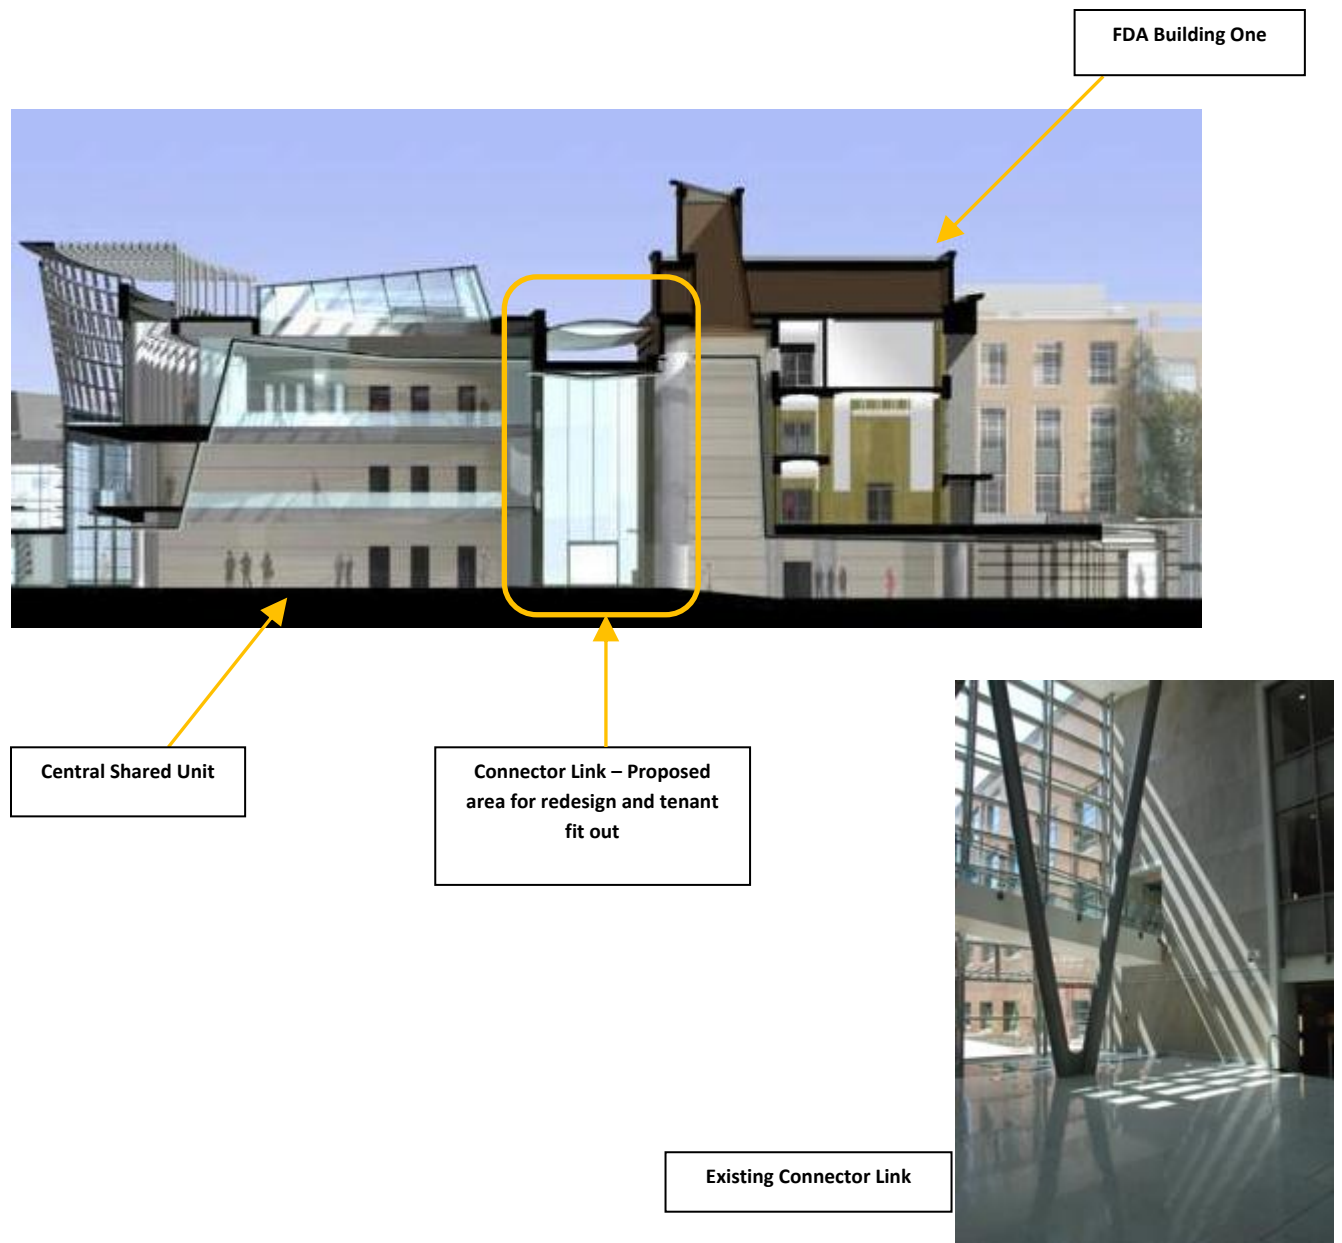 FDA Building One
Central Shared Unit
Connector Link – Proposed
area for redesign and tenant
fit out
Existing Connector Link